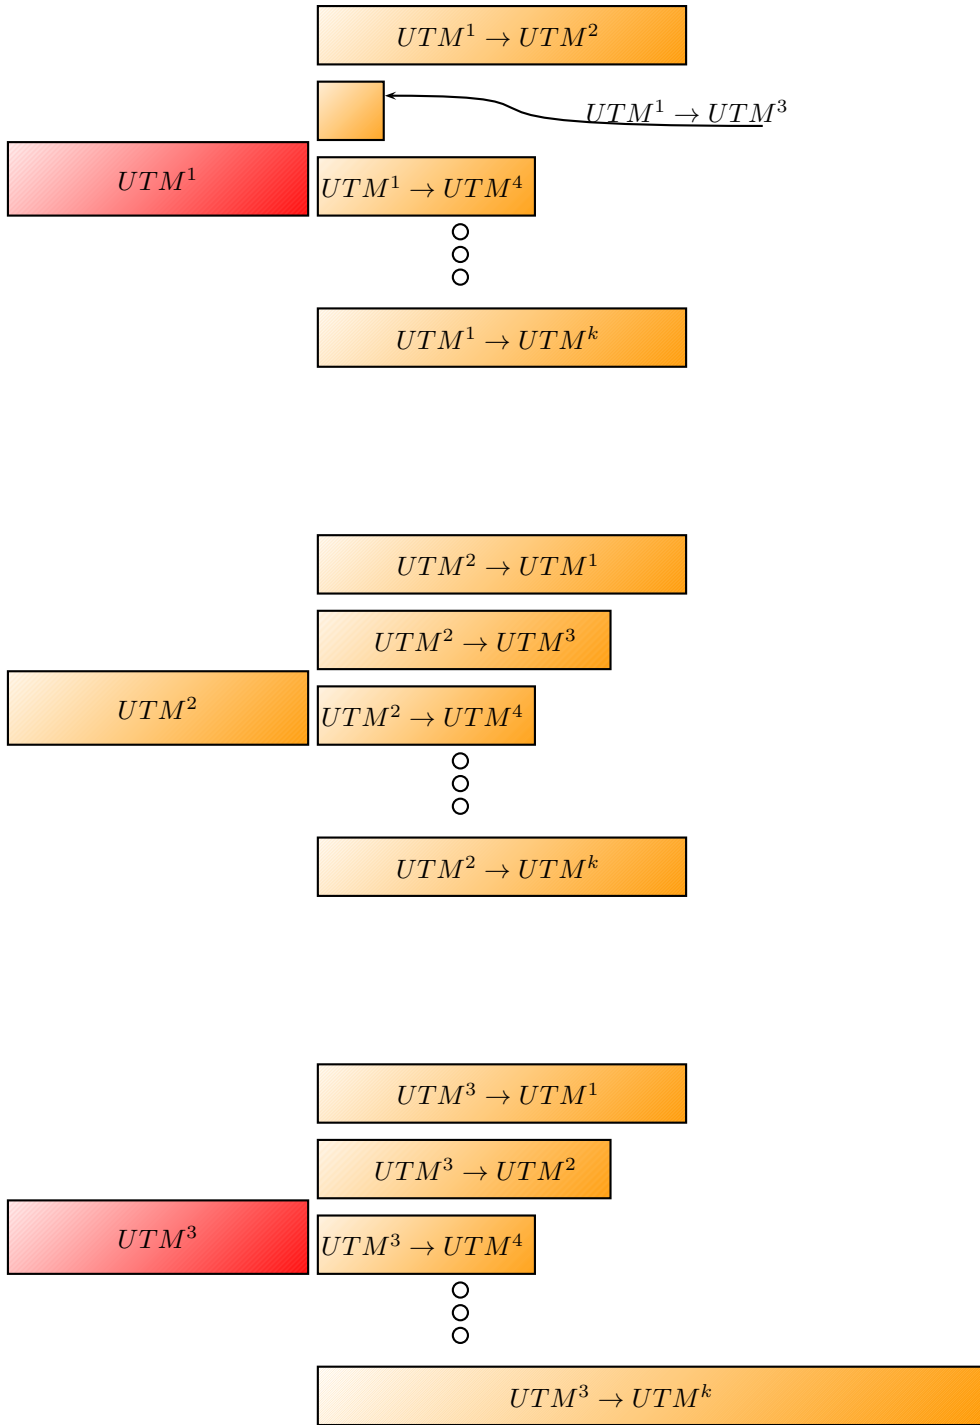 UTM¹ → UTM²
UTM¹ → UTM³
UTM¹
UTM¹ → UTM⁴
UTM¹ → UTMᵏ
UTM² → UTM¹
UTM² → UTM³
UTM²
UTM² → UTM⁴
UTM² → UTMᵏ
UTM³ → UTM¹
UTM³ → UTM²
UTM³
UTM³ → UTM⁴
UTM³ → UTMᵏ